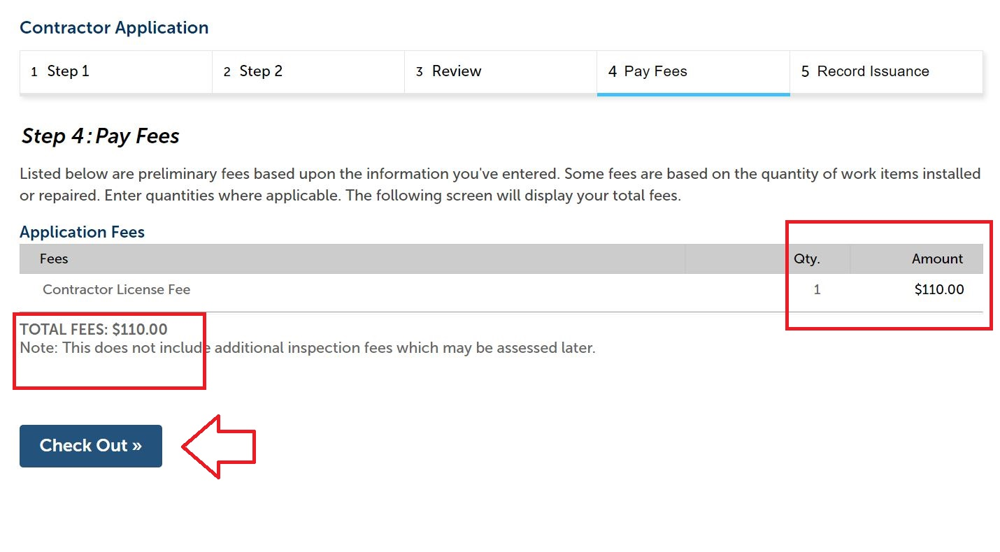 Contractor Application
1 Step 1 2 Step 2 3 Review 4 Pay Fees 5 Record Issuance
Step 4: Pay Fees
Listed below are preliminary fees based upon the information you've entered. Some fees are based on the quantity of work items installed
or repaired. Enter quantities where applicable. The following screen will display your total fees.
Application Fees
Fees Qty. Amount
Contractor License Fee 1 $110.00
TOTAL FEES: $110.00
Note: This does not include additional inspection fees which may be assessed later.
Check Out »